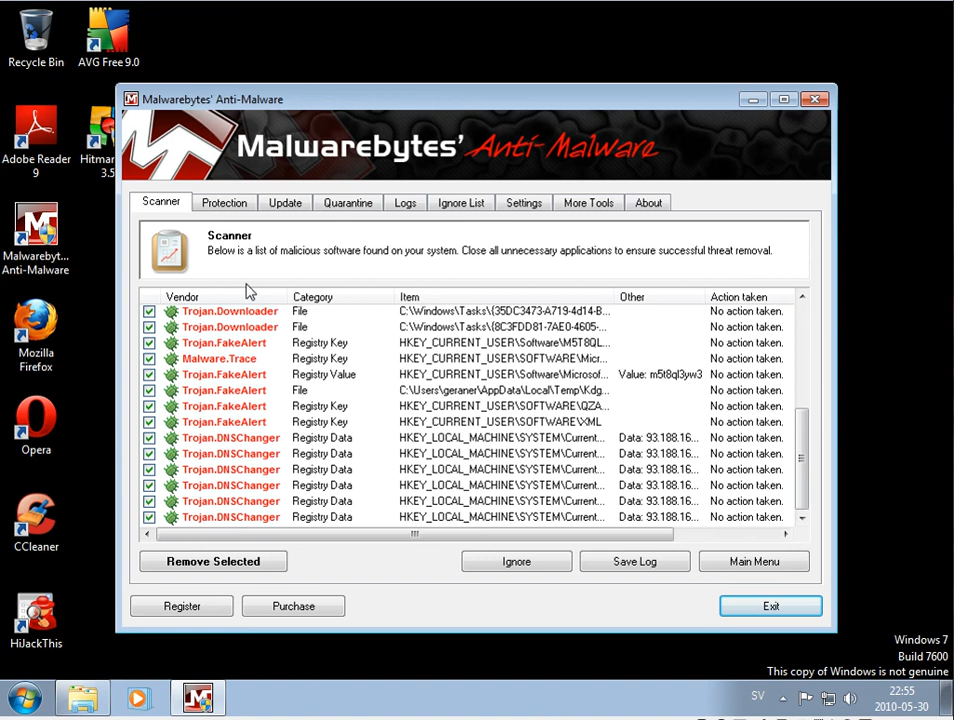 Recycle Bin
AVG Free 9.0
Adobe Reader
9
Hitman
3.5
Malwarebyt...
Anti-Malware
Mozilla
Firefox
Opera
CCleaner
HiJackThis
Malwarebytes' Anti-Malware
Malwarebytes' Anti-Malware
Scanner Protection Update Quarantine Logs Ignore List Settings More Tools About
Scanner
Below is a list of malicious software found on your system. Close all unnecessary applications to ensure successful threat removal.
Vendor Category Item Other Action taken
Trojan.Downloader File C:\Windows\Tasks\{35DC3473-A719-4d14-B... No action taken.
Trojan.Downloader File C:\Windows\Tasks\{8C3FDD81-7AE0-4605-... No action taken.
Trojan.FakeAlert Registry Key HKEY_CURRENT_USER\Software\M5T8QL... No action taken.
Malware.Trace Registry Key HKEY_CURRENT_USER\SOFTWARE\Micr... No action taken.
Trojan.FakeAlert Registry Value HKEY_CURRENT_USER\Software\Microsof... Value: m5t8ql3yw3 No action taken.
Trojan.FakeAlert File C:\Users\geraner\AppData\Local\Temp\Kdg... No action taken.
Trojan.FakeAlert Registry Key HKEY_CURRENT_USER\SOFTWARE\QZA... No action taken.
Trojan.FakeAlert Registry Key HKEY_CURRENT_USER\SOFTWARE\XML No action taken.
Trojan.DNSChanger Registry Data HKEY_LOCAL_MACHINE\SYSTEM\Current... Data: 93.188.16... No action taken.
Trojan.DNSChanger Registry Data HKEY_LOCAL_MACHINE\SYSTEM\Current... Data: 93.188.16... No action taken.
Trojan.DNSChanger Registry Data HKEY_LOCAL_MACHINE\SYSTEM\Current... Data: 93.188.16... No action taken.
Trojan.DNSChanger Registry Data HKEY_LOCAL_MACHINE\SYSTEM\Current... Data: 93.188.16... No action taken.
Trojan.DNSChanger Registry Data HKEY_LOCAL_MACHINE\SYSTEM\Current... Data: 93.188.16... No action taken.
Trojan.DNSChanger Registry Data HKEY_LOCAL_MACHINE\SYSTEM\Current... Data: 93.188.16... No action taken.
Remove Selected Ignore Save Log Main Menu
Register Purchase Exit
Windows 7
Build 7600
This copy of Windows is not genuine
SV
22:55
2010-05-30